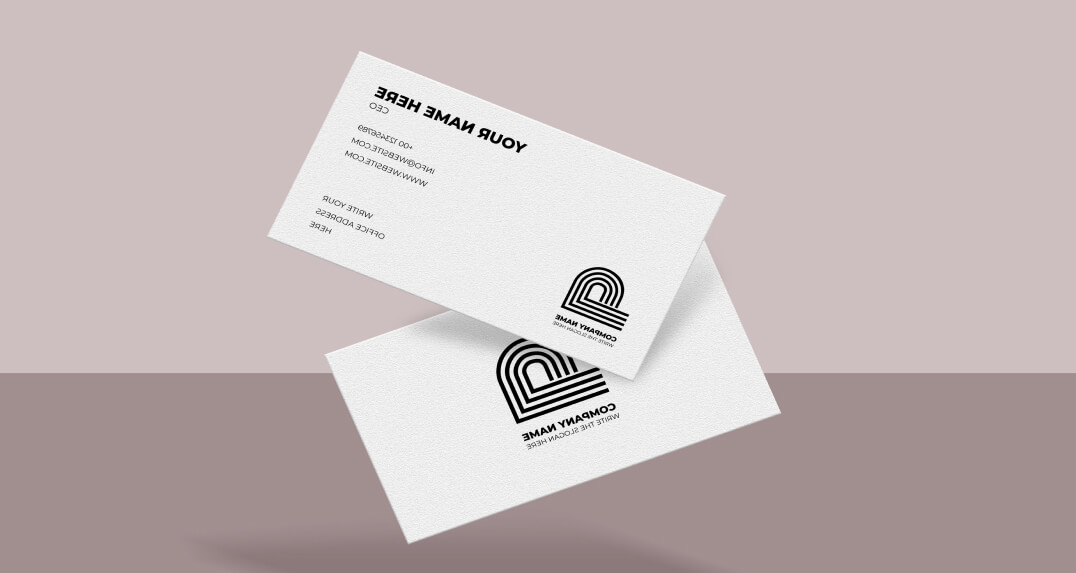 YOUR NAME HERE
CEO
+00 123456789
INFO@WEBSITE.COM
WWW.WEBSITE.COM
WRITE YOUR
OFFICE ADDRESS
HERE
COMPANY NAME
WRITE THE SLOGAN HERE
COMPANY NAME
WRITE THE SLOGAN HERE